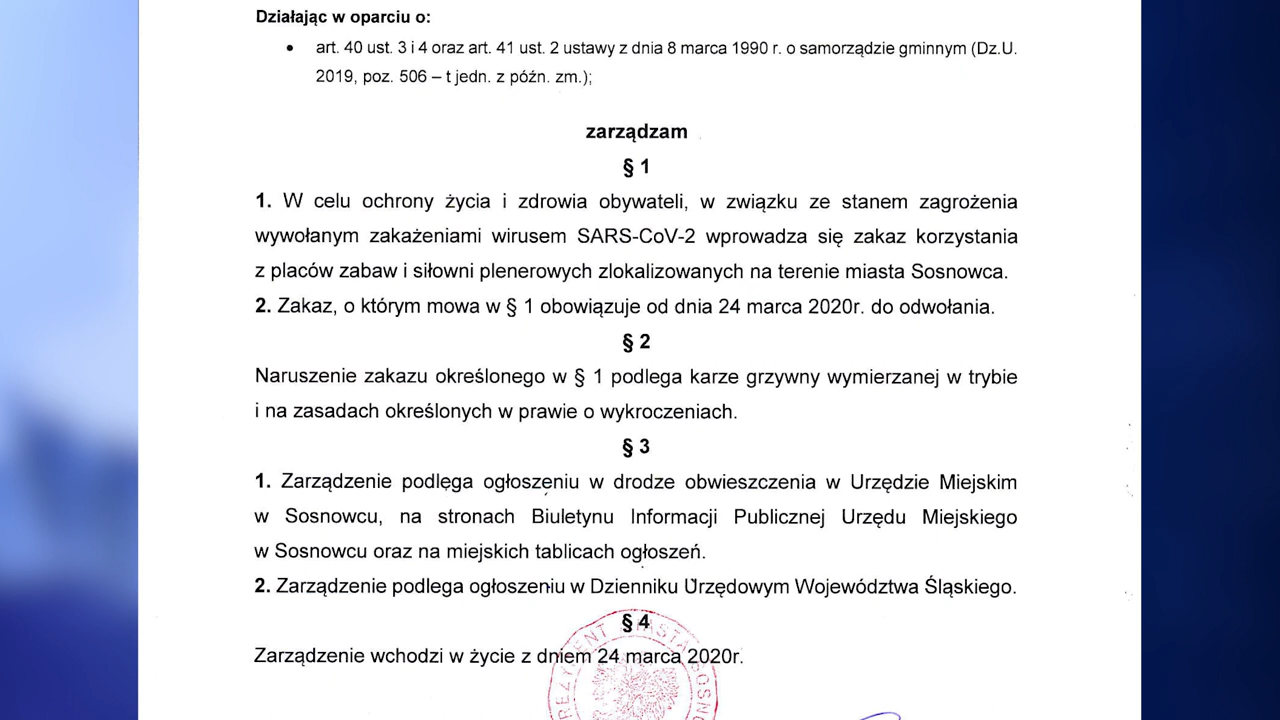 Działając w oparciu o:
• art. 40 ust. 3 i 4 oraz art. 41 ust. 2 ustawy z dnia 8 marca 1990 r. o samorządzie gminnym (Dz.U.
2019, poz. 506 – t jedn. z późn. zm.);
zarządzam
§ 1
1. W celu ochrony życia i zdrowia obywateli, w związku ze stanem zagrożenia
wywołanym zakażeniami wirusem SARS-CoV-2 wprowadza się zakaz korzystania
z placów zabaw i siłowni plenerowych zlokalizowanych na terenie miasta Sosnowca.
2. Zakaz, o którym mowa w § 1 obowiązuje od dnia 24 marca 2020r. do odwołania.
§ 2
Naruszenie zakazu określonego w § 1 podlega karze grzywny wymierzanej w trybie
i na zasadach określonych w prawie o wykroczeniach.
§ 3
1. Zarządzenie podlęga ogłoszeniu w drodze obwieszczenia w Urzędzie Miejskim
w Sosnowcu, na stronach Biuletynu Informacji Publicznej Urzędu Miejskiego
w Sosnowcu oraz na miejskich tablicach ogłoszeń.
2. Zarządzenie podlega ogłoszeniu w Dzienniku Urzędowym Województwa Śląskiego.
§ 4
Zarządzenie wchodzi w życie z dniem 24 marca 2020r.
REZYDENT MIASTA SOSNO